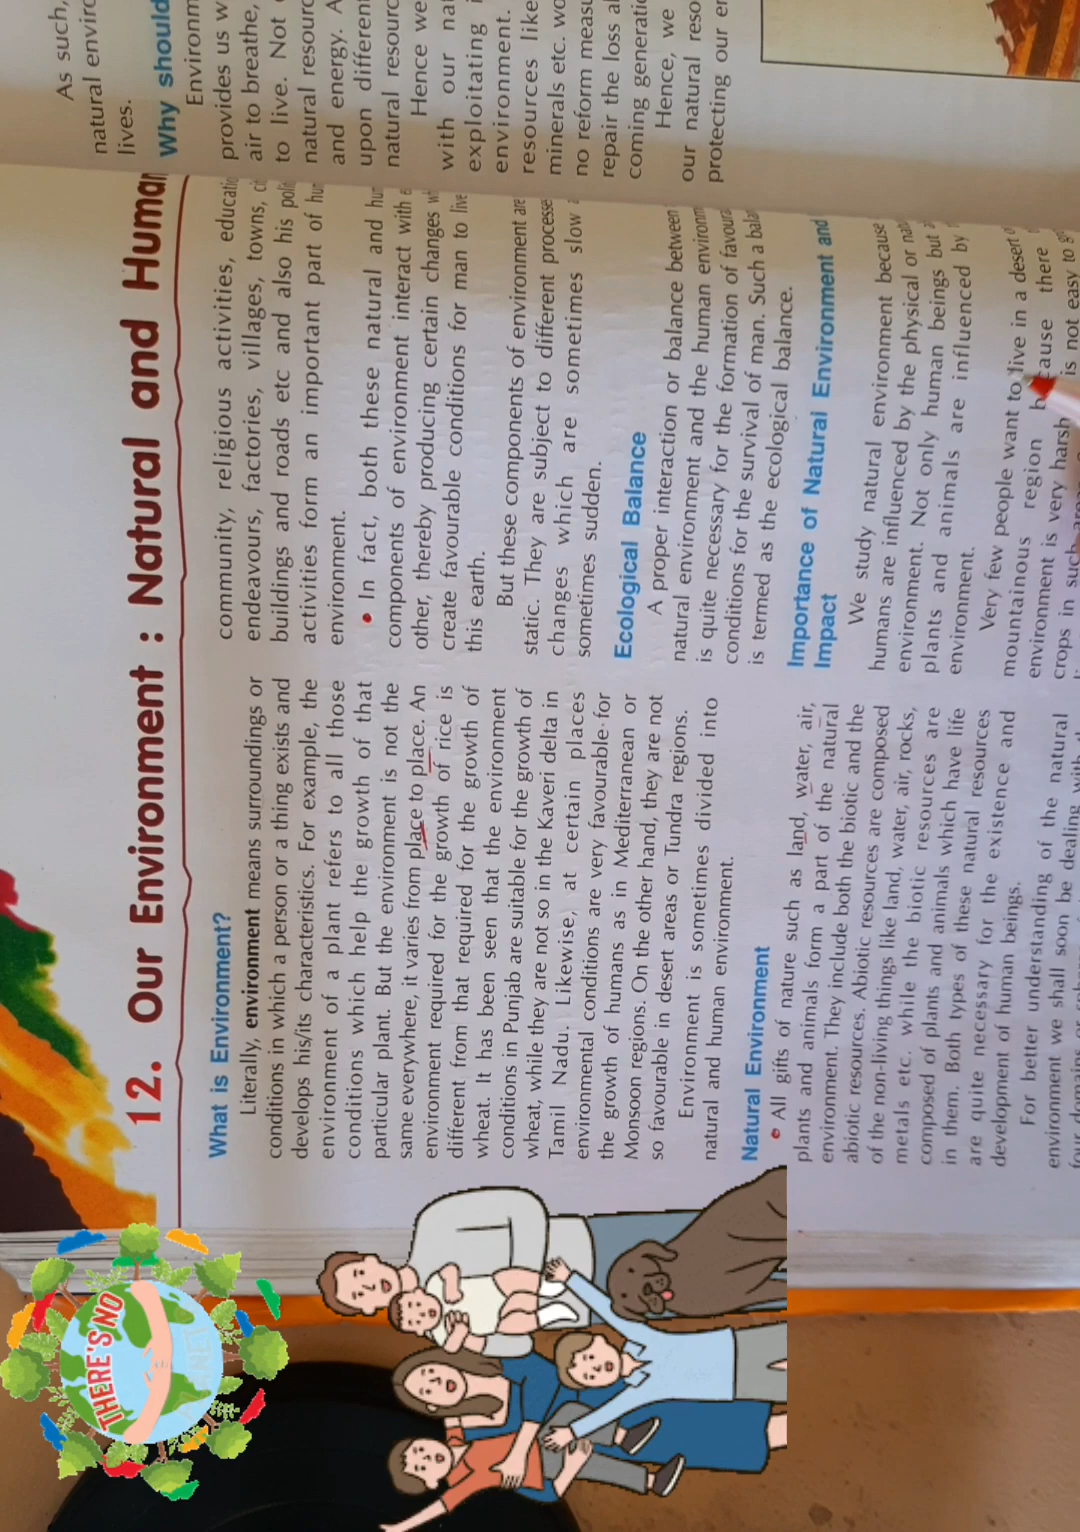 12. Our Environment : Natural and Human
What is Environment?
Literally, environment means surroundings or
conditions in which a person or a thing exists and
develops his/its characteristics. For example, the
environment of a plant refers to all those
conditions which help the growth of that
particular plant. But the environment is not the
sane everywhere, it varies from place to place. An
environment required for the growth of rice is
different from that required for the growth of
wheat. It has been seen that the environment
conditions in Punjab are suitable for the growth of
wheat, while they are not so in the Kaveri delta in
Tamil Nadu. Likewise, at certain places
environmental conditions are very favourable for
the growth of humans as in Mediterranean or
Monsoon regions. On the other hand, they are not
so favourable in desert areas or Tundra regions.
Environment is sometimes divided into
natural and human environment.
Natural Environment
• All gifts of nature such as land, water, air,
plants and animals form a part of the natural
environment. They include both the biotic and the
abiotic resources. Abiotic resources are composed
of the non-living things like land, water, air, rocks,
metals etc. while the biotic resources are
composed of plants and animals which have life
in them. Both types of these natural resources
are quite necessary for the existence and
development of human beings.
For better understanding of the natural
environment we shall soon be dealing with
four domains or
community, religious activities,
endeavours, factories, villages, towns,
buildings and roads etc and also his
activities form an important part of
environment.
• In fact, both these natural and
components of environment interact with
other, thereby producing certain changes
create favourable conditions for man to live
this earth.
But these components of environment are
static. They are subject to different
changes which are sometimes slow
sometimes sudden.
Ecological Balance
A proper interaction or balance between
natural environment and the human
is quite necessary for the formation of
conditions for the survival of man. Such a
is termed as the ecological balance.
Importance of Natural Environment and
Impact
We study natural environment because
humans are influenced by the physical or
environment. Not only human beings but
plants and animals are influenced by
environment.
Very few people want to live in a desert
mountainous region because there
environment is very harsh is not easy to
crops in such
As such,
natural
lives.
Why should
provides us
air to breathe,
to live. Not
natural
and energy.
upon
natural
Hence we
with our
exploitating
environment.
resources like
minerals etc.
no reform
repair the loss
coming
Hence, we
our natural
protecting our
THERE'S NO